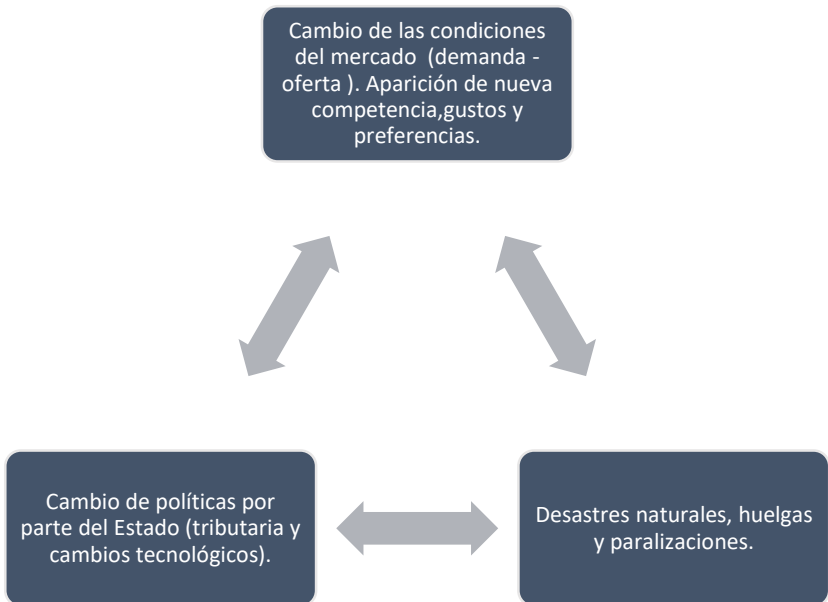 Cambio de las condiciones
del mercado (demanda -
oferta ). Aparición de nueva
competencia,gustos y
preferencias.
Cambio de políticas por
parte del Estado (tributaria y
cambios tecnológicos).
Desastres naturales, huelgas
y paralizaciones.